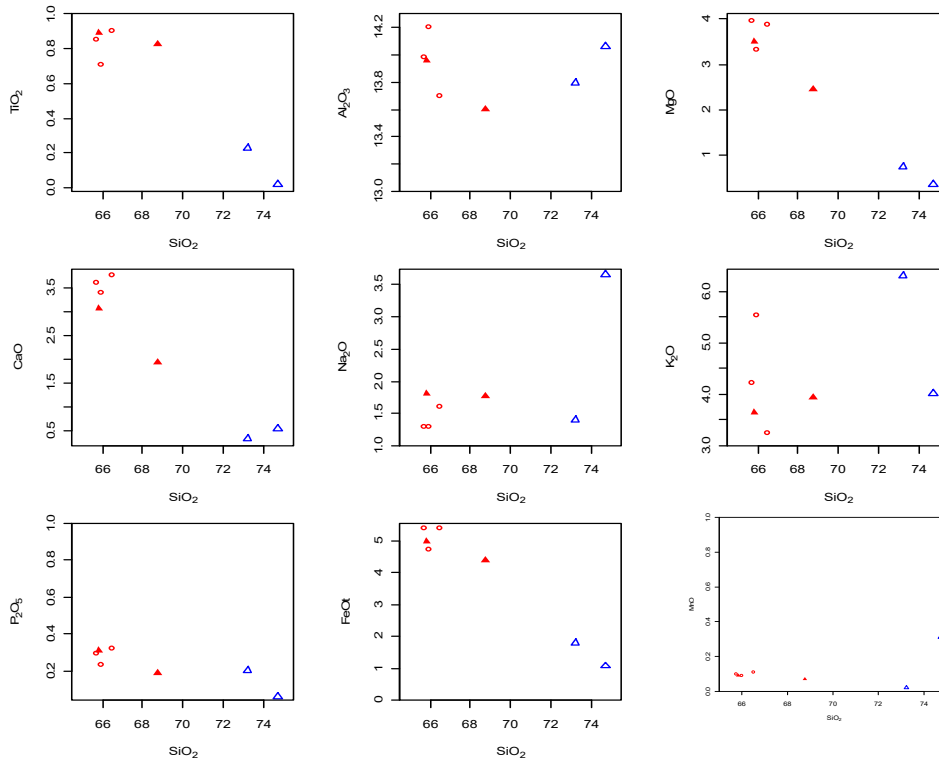 TiO₂
0.0 0.2 0.4 0.6 0.8 1.0
66 68 70 72 74
SiO₂
Al₂O₃
13.0 13.4 13.8 14.2
66 68 70 72 74
SiO₂
MgO
1 2 3 4
66 68 70 72 74
SiO₂
CaO
0.5 1.5 2.5 3.5
66 68 70 72 74
SiO₂
Na₂O
1.0 1.5 2.0 2.5 3.0 3.5
66 68 70 72 74
SiO₂
K₂O
3.0 4.0 5.0 6.0
66 68 70 72 74
SiO₂
P₂O₅
0.2 0.4 0.6 0.8 1.0
66 68 70 72 74
SiO₂
FeOt
0 1 2 3 4 5
66 68 70 72 74
SiO₂
MnO
0.0 0.2 0.4 0.6 0.8 1.0
66 68 70 72 74
SiO₂